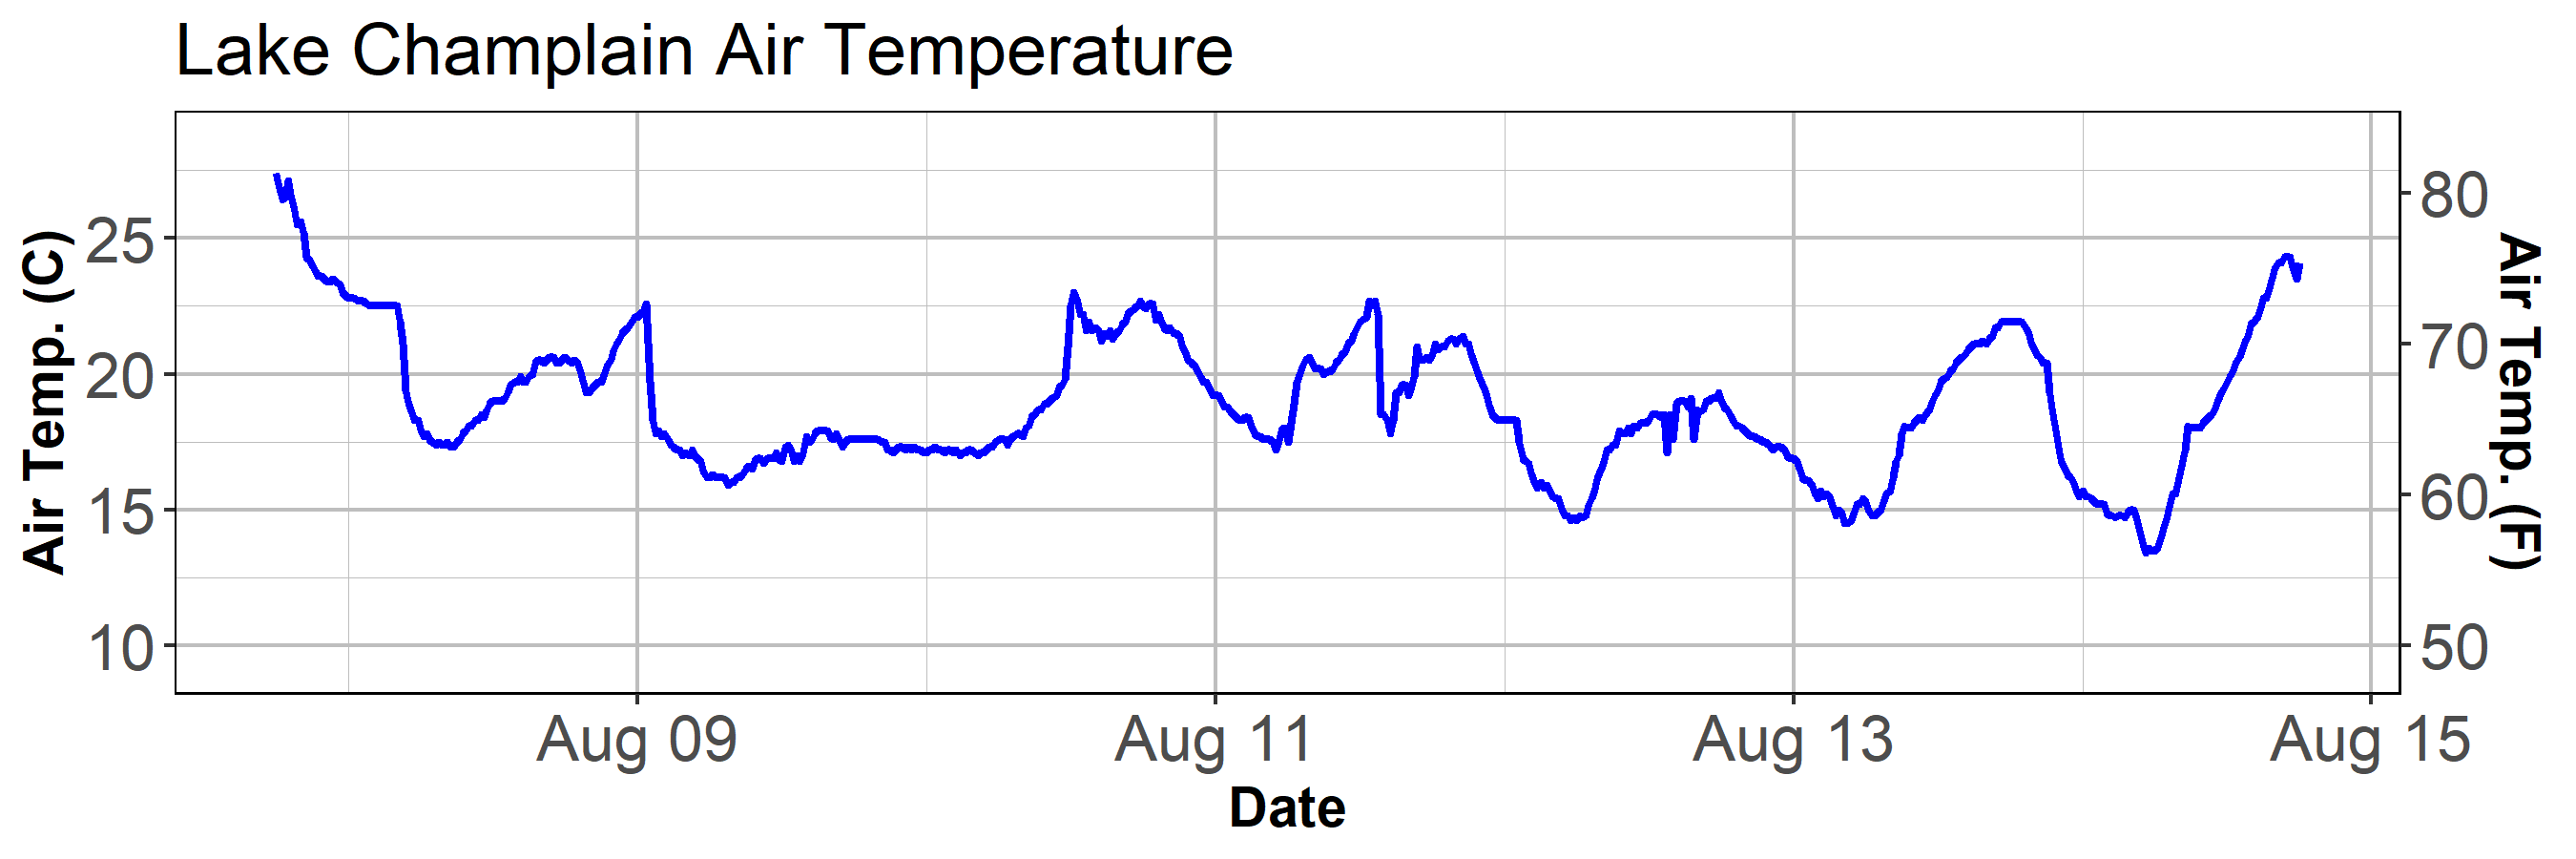 Lake Champlain Air Temperature
Air Temp. (C)
25
20
15
10
80
70
60
50
Air Temp. (F)
Aug 09
Aug 11
Aug 13
Aug 15
Date